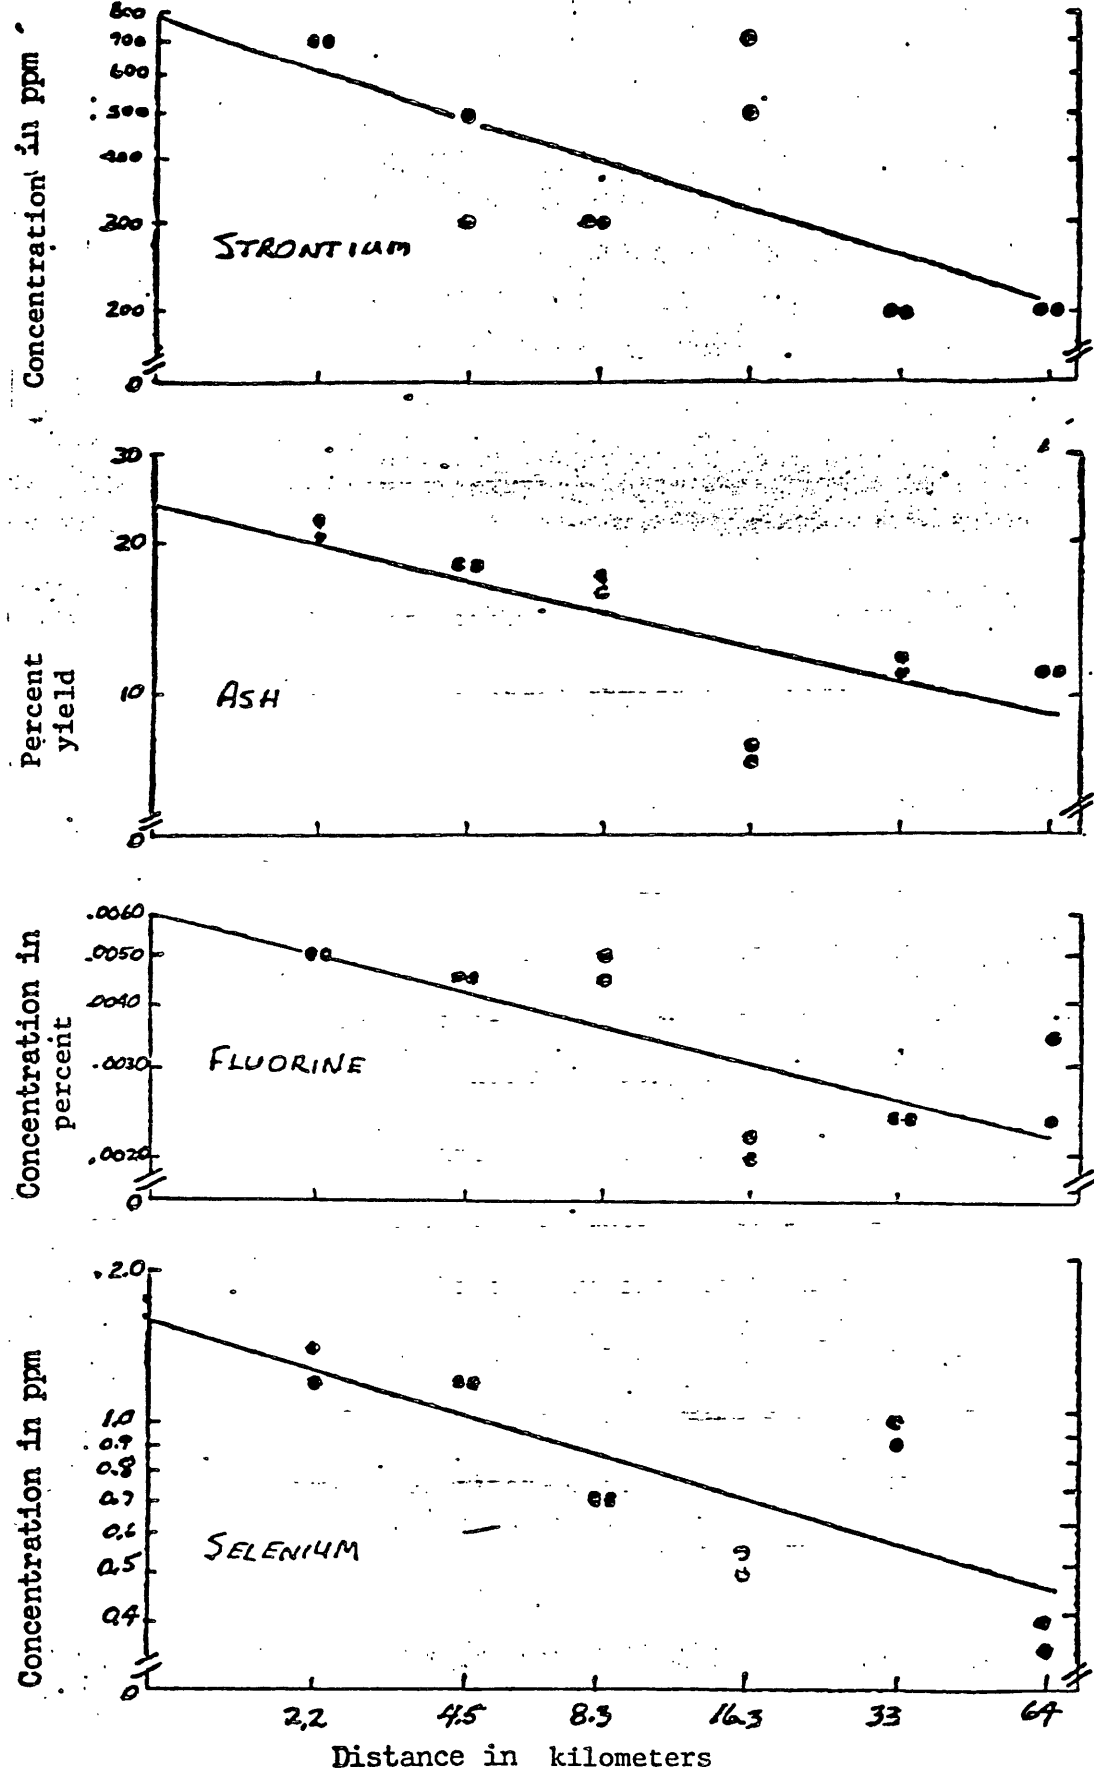 Concentration in ppm
800
700
600
500
400
300
200
0
STRONTIUM
Percent
yield
30
20
10
0
ASH
Concentration in
percent
.0060
.0050
.0040
.0030
.0020
0
FLUORINE
Concentration in ppm
2.0
1.0
0.9
0.8
0.7
0.6
0.5
0.4
0
SELENIUM
2.2 4.5 8.3 16.3 33 64
Distance in kilometers